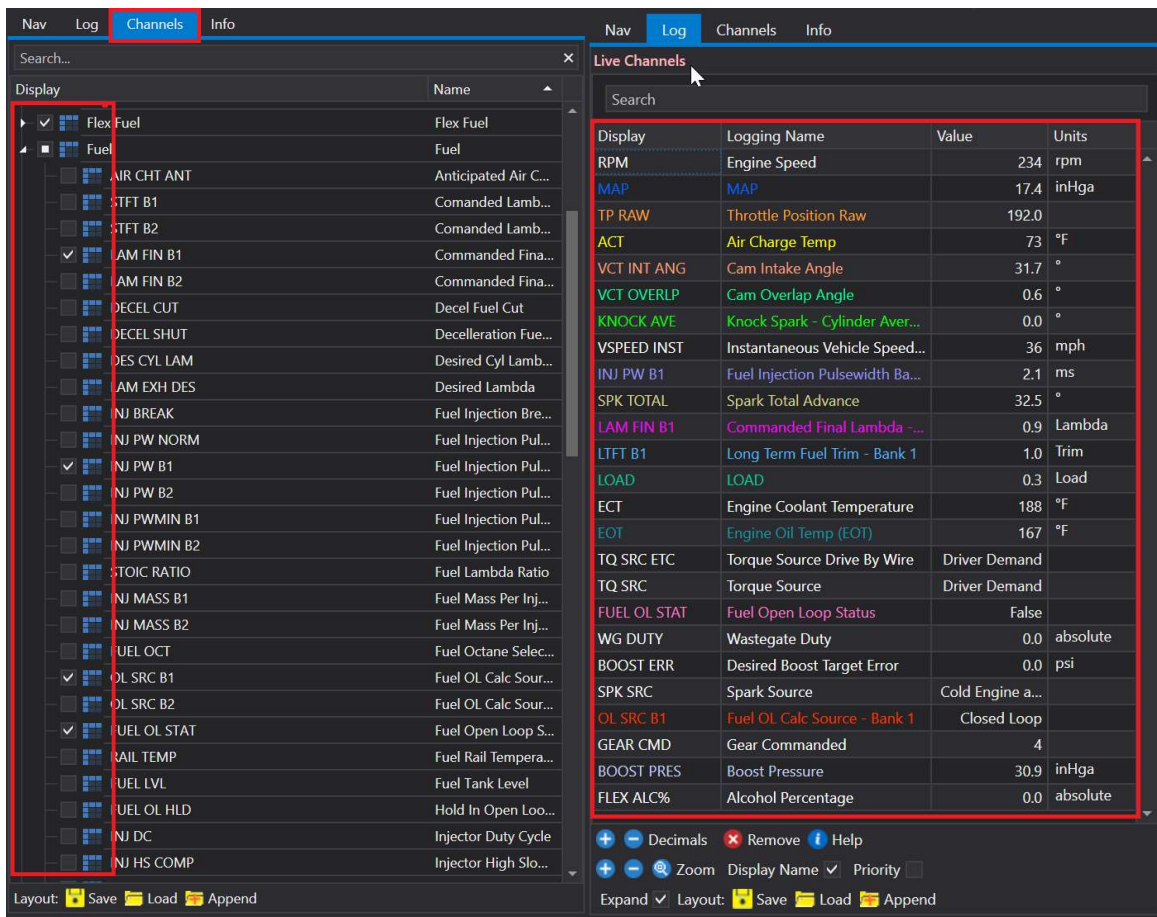 Nav Log Channels Info
Search...
Display Name
Flex Fuel Flex Fuel
Fuel Fuel
AIR CHT ANT Anticipated Air C...
STFT B1 Comanded Lamb...
STFT B2 Comanded Lamb...
LAM FIN B1 Commanded Fina...
LAM FIN B2 Commanded Fina...
DECEL CUT Decel Fuel Cut
DECEL SHUT Decelleration Fue...
DES CYL LAM Desired Cyl Lamb...
LAM EXH DES Desired Lambda
INJ BREAK Fuel Injection Bre...
INJ PW NORM Fuel Injection Pul...
INJ PW B1 Fuel Injection Pul...
INJ PW B2 Fuel Injection Pul...
INJ PWMIN B1 Fuel Injection Pul...
INJ PWMIN B2 Fuel Injection Pul...
STOIC RATIO Fuel Lambda Ratio
INJ MASS B1 Fuel Mass Per Inj...
INJ MASS B2 Fuel Mass Per Inj...
FUEL OCT Fuel Octane Selec...
OL SRC B1 Fuel OL Calc Sour...
OL SRC B2 Fuel OL Calc Sour...
FUEL OL STAT Fuel Open Loop S...
RAIL TEMP Fuel Rail Tempera...
FUEL LVL Fuel Tank Level
FUEL OL HLD Hold In Open Loo...
INJ DC Injector Duty Cycle
INJ HS COMP Injector High Slo...
Layout: Save Load Append
Nav Log Channels Info
Live Channels
Search
Display Logging Name Value Units
RPM Engine Speed 234 rpm
MAP MAP 17.4 inHga
TP RAW Throttle Position Raw 192.0
ACT Air Charge Temp 73 °F
VCT INT ANG Cam Intake Angle 31.7 °
VCT OVERLP Cam Overlap Angle 0.6 °
KNOCK AVE Knock Spark - Cylinder Aver... 0.0 °
VSPEED INST Instantaneous Vehicle Speed... 36 mph
INJ PW B1 Fuel Injection Pulsewidth Ba... 2.1 ms
SPK TOTAL Spark Total Advance 32.5 °
LAM FIN B1 Commanded Final Lambda -... 0.9 Lambda
LTFT B1 Long Term Fuel Trim - Bank 1 1.0 Trim
LOAD LOAD 0.3 Load
ECT Engine Coolant Temperature 188 °F
EOT Engine Oil Temp (EOT) 167 °F
TQ SRC ETC Torque Source Drive By Wire Driver Demand
TQ SRC Torque Source Driver Demand
FUEL OL STAT Fuel Open Loop Status False
WG DUTY Wastegate Duty 0.0 absolute
BOOST ERR Desired Boost Target Error 0.0 psi
SPK SRC Spark Source Cold Engine a...
OL SRC B1 Fuel OL Calc Source - Bank 1 Closed Loop
GEAR CMD Gear Commanded 4
BOOST PRES Boost Pressure 30.9 inHga
FLEX ALC% Alcohol Percentage 0.0 absolute
Decimals Remove Help
Zoom Display Name Priority
Expand Layout: Save Load Append